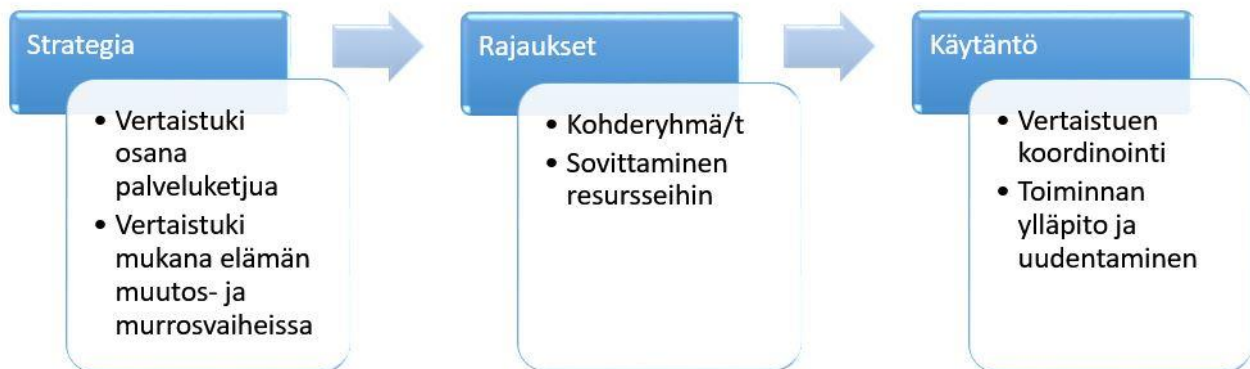 Strategia
• Vertaistuki
osana
palveluketjua
• Vertaistuki
mukana elämän
muutos- ja
murrosvaiheissa
Rajaukset
• Kohderyhmä/t
• Sovittaminen
resursseihin
Käytäntö
• Vertaistuen
koordinointi
• Toiminnan
ylläpito ja
uudentaminen